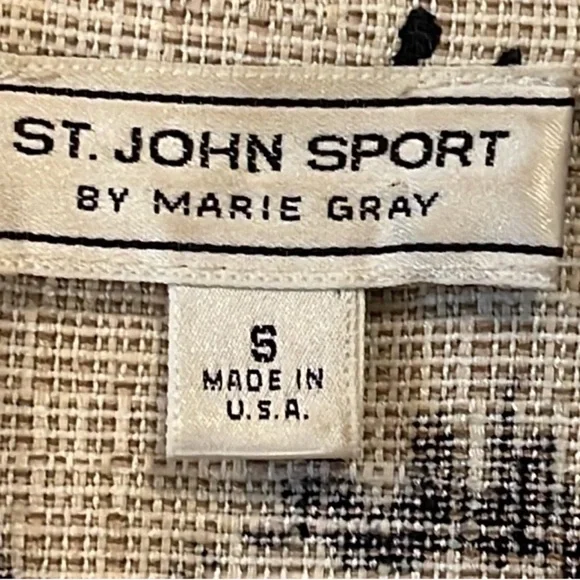 ST. JOHN SPORT
BY MARIE GRAY
S
MADE IN
U.S.A.